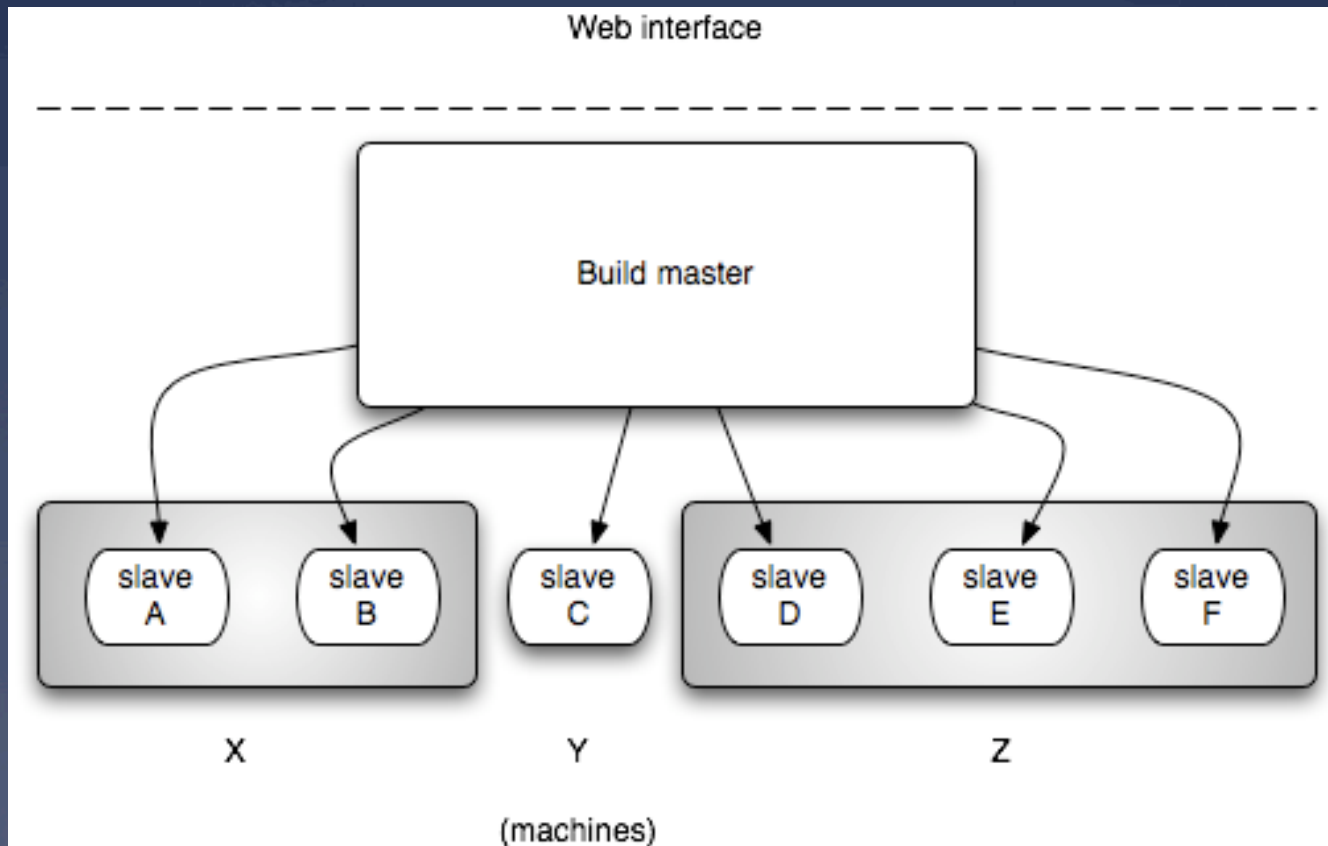 Web interface
Build master
slave
A
slave
B
slave
C
slave
D
slave
E
slave
F
X
Y
Z
(machines)